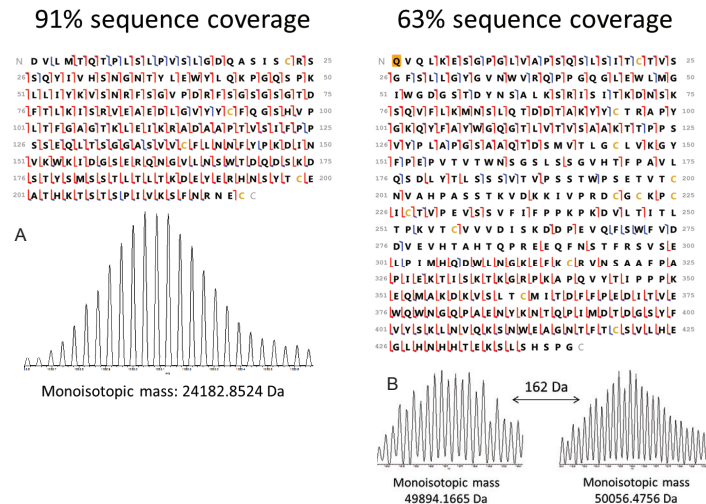 91% sequence coverage
N D V L M T Q T P L S L P V S L G D Q A S I S C R S 25
26 S Q Y I V H S N G N T Y L E W Y L Q K P G Q S P K 50
51 L L I Y K V S N R F S G V P D R F S G S G S G T D 75
76 F T L K I S R V E A E D L G V Y Y C F Q G S H V P 100
101 L T F G A G T K L E I K R A D A A P T V S I F P P 125
126 S S E Q L T S G G A S V V C F L N N F Y P K D I N 150
151 V K W K I D G S E R Q N G V L N S W T D Q D S K D 175
176 S T Y S M S S T L T L T K D E Y E R H N S Y T C E 200
201 A T H K T S T S P I V K S F N R N E C C
A
Monoisotopic mass: 24182.8524 Da
63% sequence coverage
N Q V Q L K E S G P G L V A P S Q S L S I T C T V S 25
26 G F S L L G Y G V N W V R Q P P G Q G L E W L M G 50
51 I W G D G S T D Y N S A L K S R I S I T K D N S K 75
76 S Q V F L K M N S L Q T D D T A K Y Y C T R A P Y 100
101 G K Q Y F A Y W G Q G T L V T V S A A K T T P P S 125
126 V Y P L A P G S A A Q T D S M V T L G C L V K G Y 150
151 F P E P V T V T W N S G S L S S G V H T F P A V L 175
176 Q S D L Y T L S S S V T V P S S T W P S E T V T C 200
201 N V A H P A S S T K V D K K I V P R D C G C K P C 225
226 I C T V P E V S S V F I F P P K P K D V L T I T L 250
251 T P K V T C V V V D I S K D D P E V Q F S W F V D 275
276 D V E V H T A H T Q P R E E Q F N S T F R S V S E 300
301 L P I M H Q D W L N G K E F K C R V N S A A F P A 325
326 P I E K T I S K T K G R P K A P Q V Y T I P P P K 350
351 E Q M A K D K V S L T C M I T D F F P E D I T V E 375
376 W Q W N G Q P A E N Y K N T Q P I M D T D G S Y F 400
401 V Y S K L N V Q K S N W E A G N T F T C S V L H E 425
426 G L H N H H T E K S L S H S P G C
B
162 Da
Monoisotopic mass
49894.1665 Da
Monoisotopic mass
50056.4756 Da